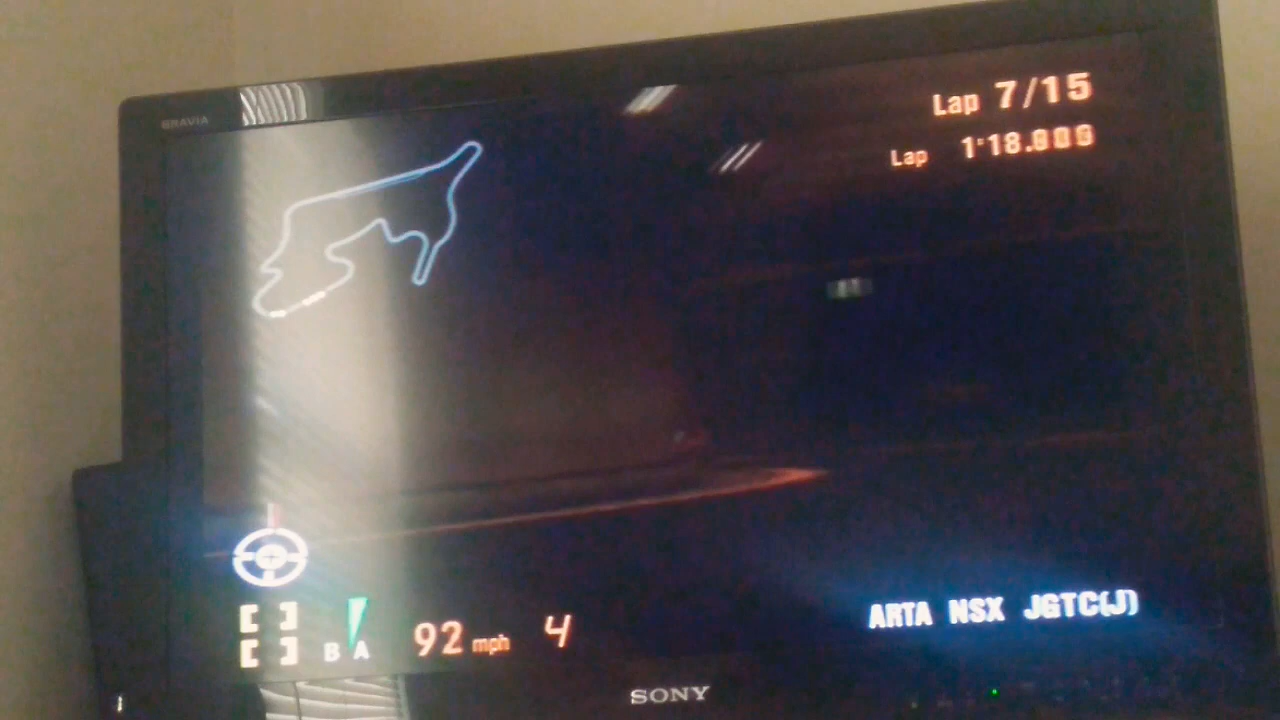 BRAVIA
Lap 7/15
Lap 1'18.000
ARTA NSX JGTC(J)
B A 92 mph 4
SONY